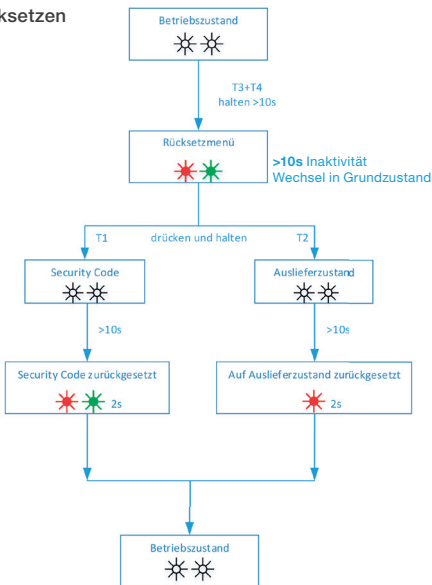 ksetzen
Betriebszustand
T3+T4
halten >10s
Rücksetzmenü
>10s Inaktivität
Wechsel in Grundzustand
T1 drücken und halten T2
Security Code
Auslieferzustand
>10s
>10s
Security Code zurückgesetzt
2s
Auf Auslieferzustand zurückgesetzt
2s
Betriebszustand